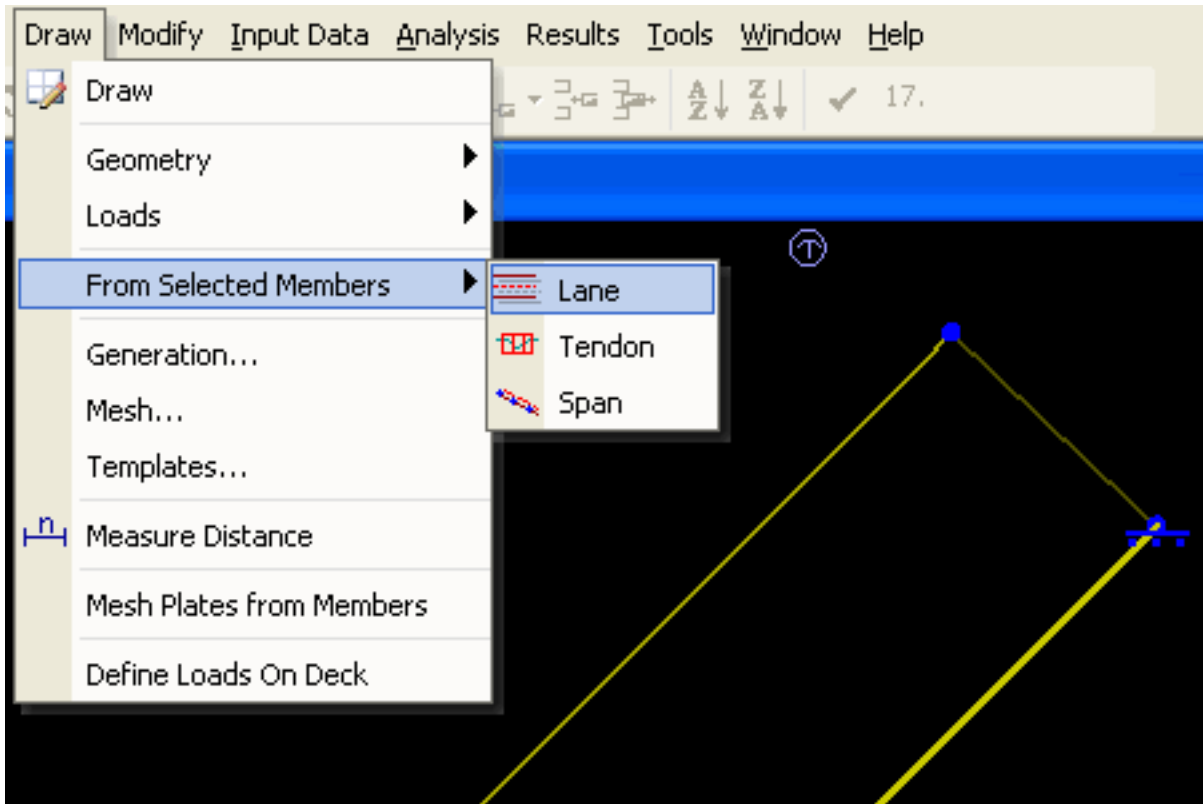 Draw Modify Input Data Analysis Results Tools Window Help
Draw
A Z Z A 17.
Geometry
Loads
From Selected Members
Lane
Tendon
Span
Generation...
Mesh...
Templates...
n Measure Distance
Mesh Plates from Members
Define Loads On Deck